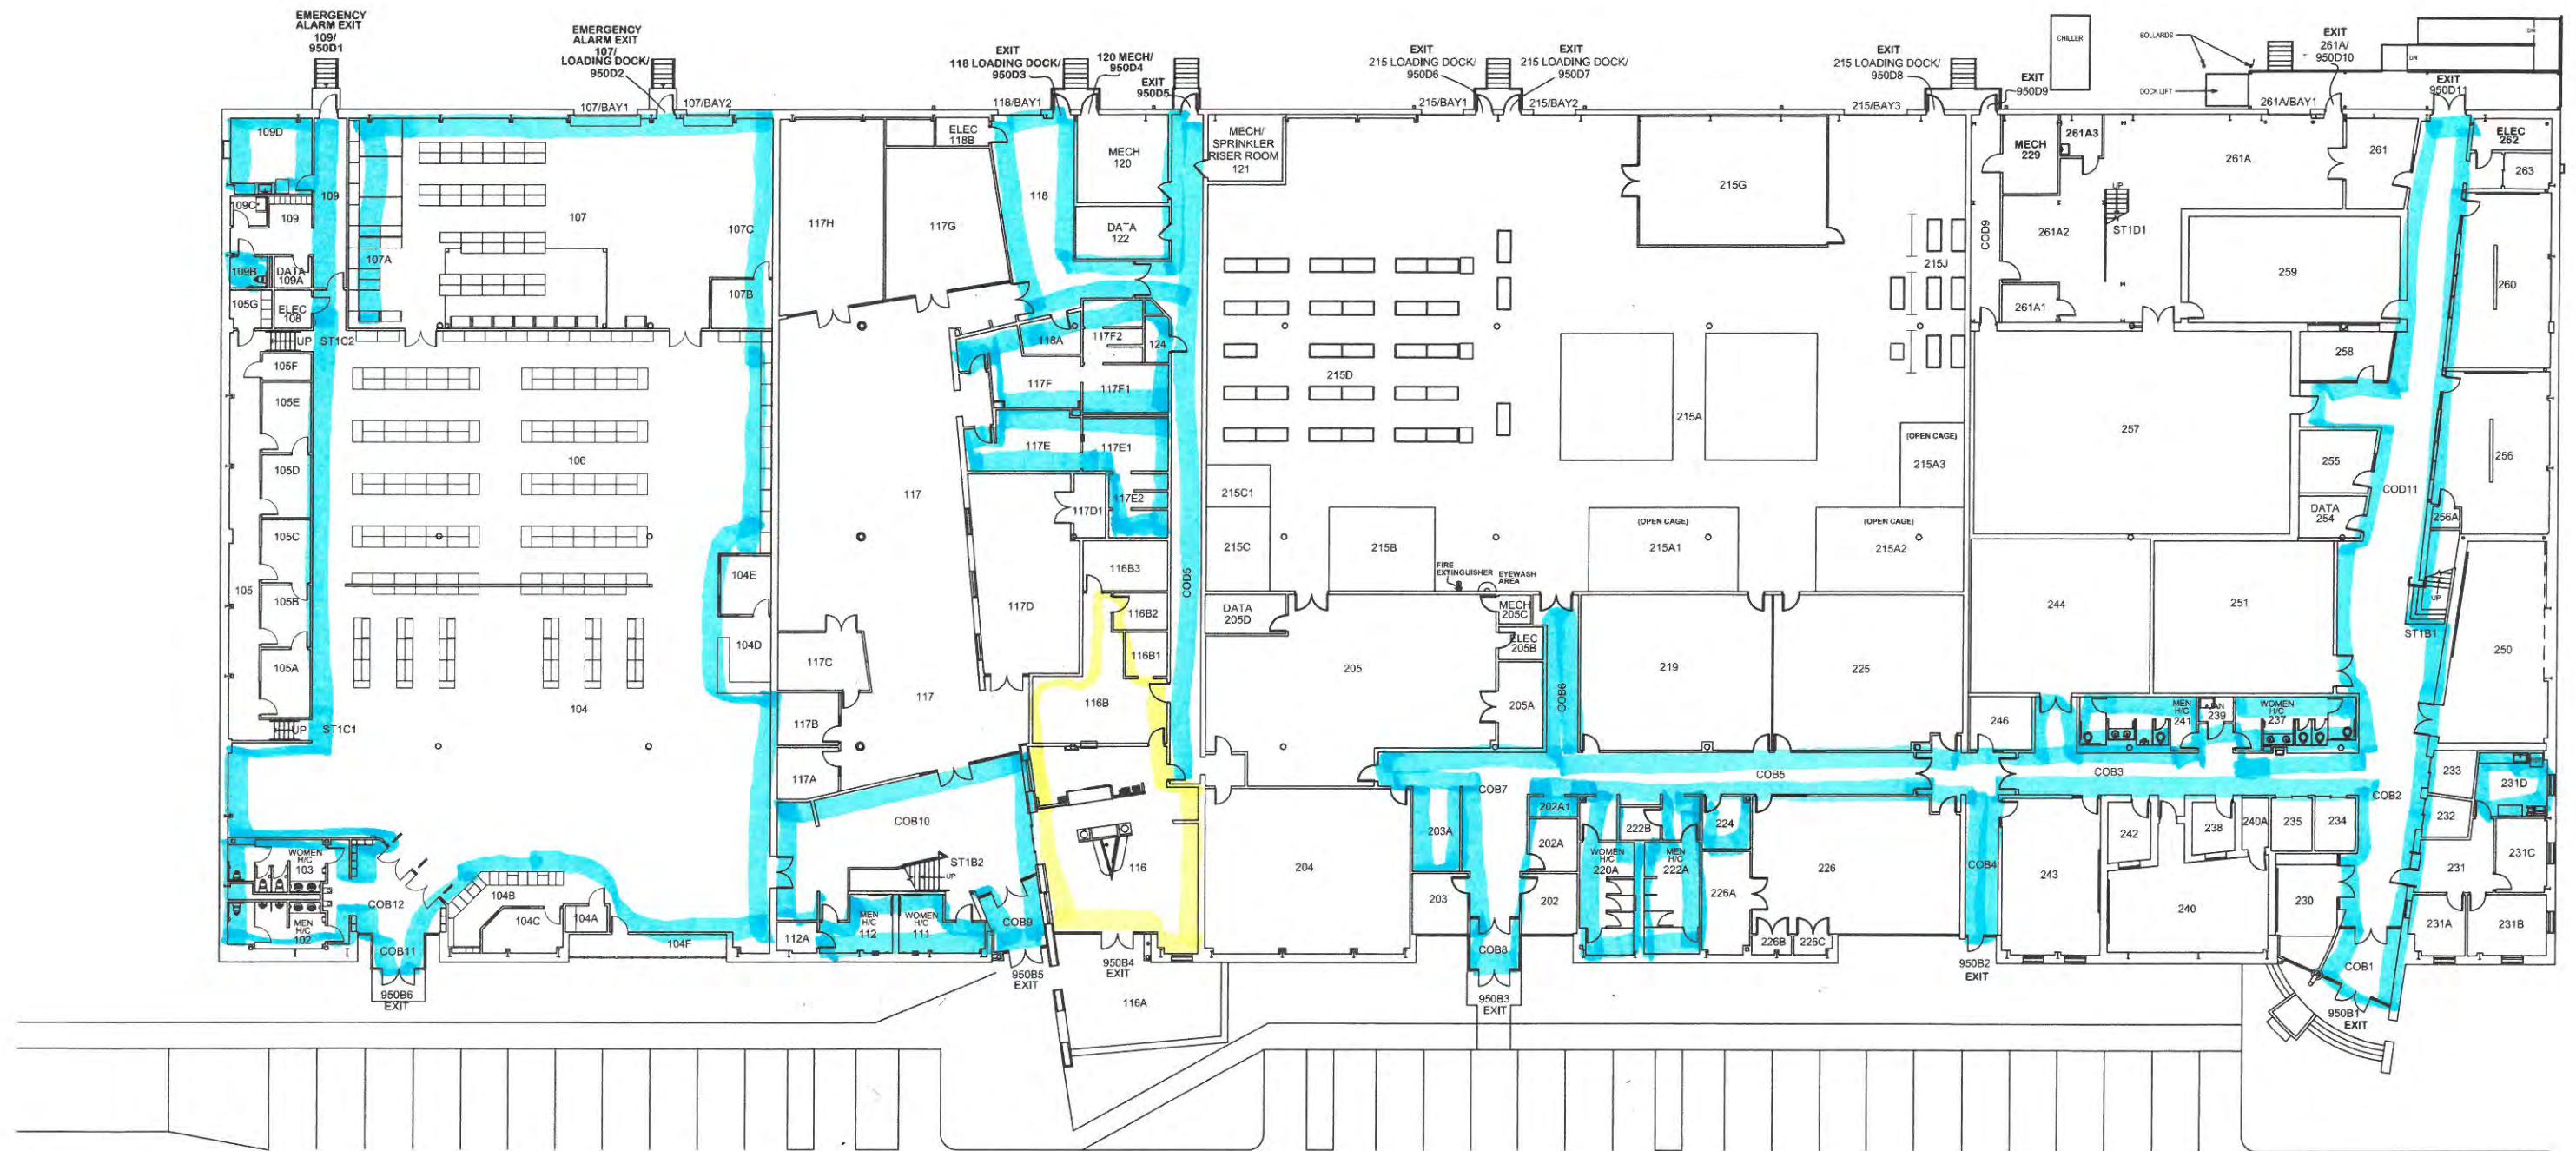 EMERGENCY
ALARM EXIT
109/
950D1
EMERGENCY
ALARM EXIT
107/
LOADING DOCK/
950D2
EXIT
118 LOADING DOCK/
950D3
120 MECH/
950D4
EXIT
950D5
EXIT
215 LOADING DOCK/
950D6
EXIT
215 LOADING DOCK/
950D7
EXIT
215 LOADING DOCK/
950D8
EXIT
950D9
CHILLER
BOLLARDS
DOCK LIFT
EXIT
261A/
950D10
EXIT
950D11
DN
DN
107/BAY1
107/BAY2
118/BAY1
215/BAY1
215/BAY2
215/BAY3
261A/BAY1
109D
109
109C
109
109B
DATA
109A
105G
ELEC
108
UP
ST1C2
105F
105E
105D
105C
105
105B
105A
UP
ST1C1
107
107A
107C
107B
106
104
104E
104D
WOMEN
H/C
103
MEN
H/C
102
COB12
COB11
950B6
EXIT
104B
104C
104A
104F
117H
117G
ELEC
118B
118
MECH
120
DATA
122
118A
117F2
124
117F
117F1
117E
117E1
117E2
117
117D1
117D
116B3
116B2
116B1
116B
COD5
117C
117
117B
117A
COB10
ST1B2
UP
MEN
H/C
112
WOMEN
H/C
111
112A
COB9
950B5
EXIT
116
950B4
EXIT
116A
MECH/
SPRINKLER
RISER ROOM
121
215G
215J
215D
215A
(OPEN CAGE)
215A3
215C1
215C
215B
(OPEN CAGE)
215A1
(OPEN CAGE)
215A2
FIRE
EXTINGUISHER
EYEWASH
AREA
DATA
205D
MECH
205C
ELEC
205B
205
205A
COB6
219
225
COB5
COB7
204
203A
203
202A1
202A
202
COB8
950B3
EXIT
WOMEN
H/C
220A
222B
MEN
H/C
222A
224
226A
226
226B
226C
COB4
950B2
EXIT
COD9
MECH
229
261A3
261A
261
UP
261A2
ST1D1
261A1
259
ELEC
262
263
260
258
257
255
DATA
254
COD11
256
256A
UP
ST1B1
250
244
251
246
MEN
H/C
241
JAN
239
WOMEN
H/C
237
COB3
COB2
233
232
231D
231
231C
231A
231B
243
242
238
240A
235
234
240
230
COB1
950B1
EXIT